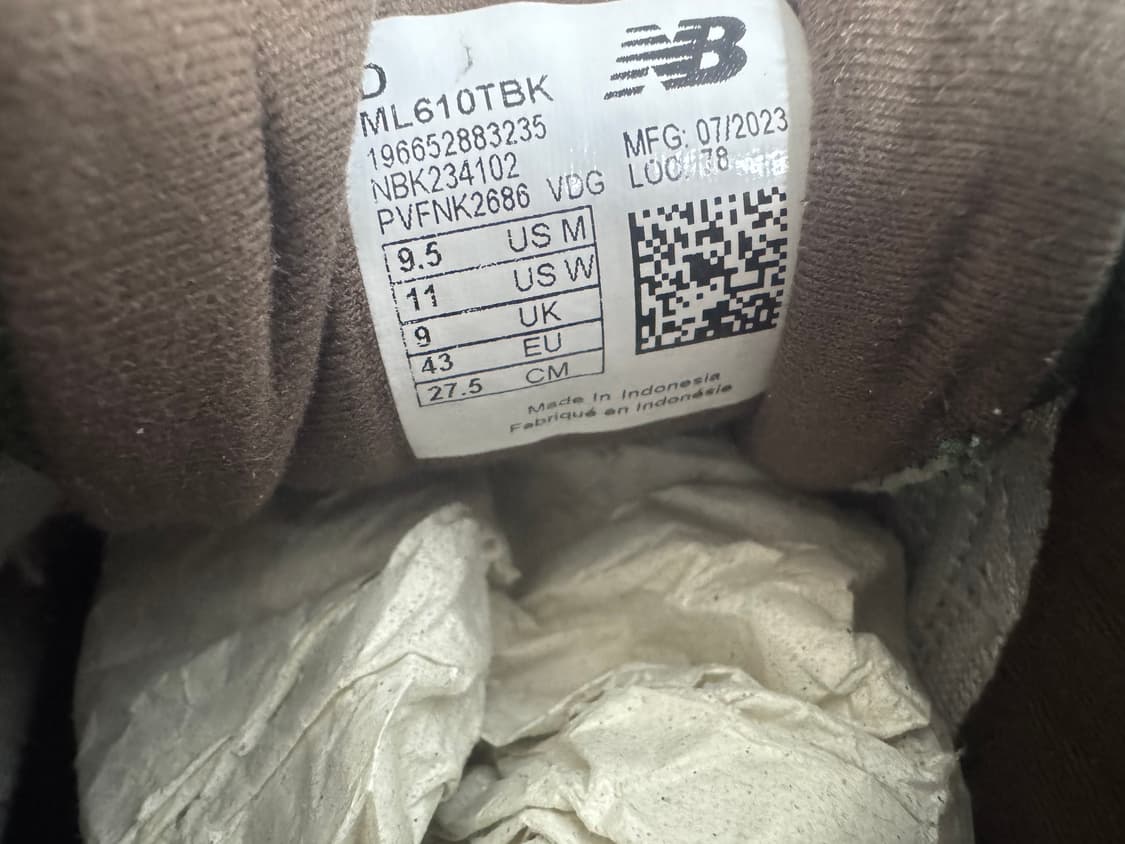 NB
D
ML610TBK
196652883235
NBK234102
PVFNK2686 VDG
MFG: 07/2023
9.5 US M
11 US W
9 UK
43 EU
27.5 CM
Made In Indonesia
Fabriqué en Indonésie